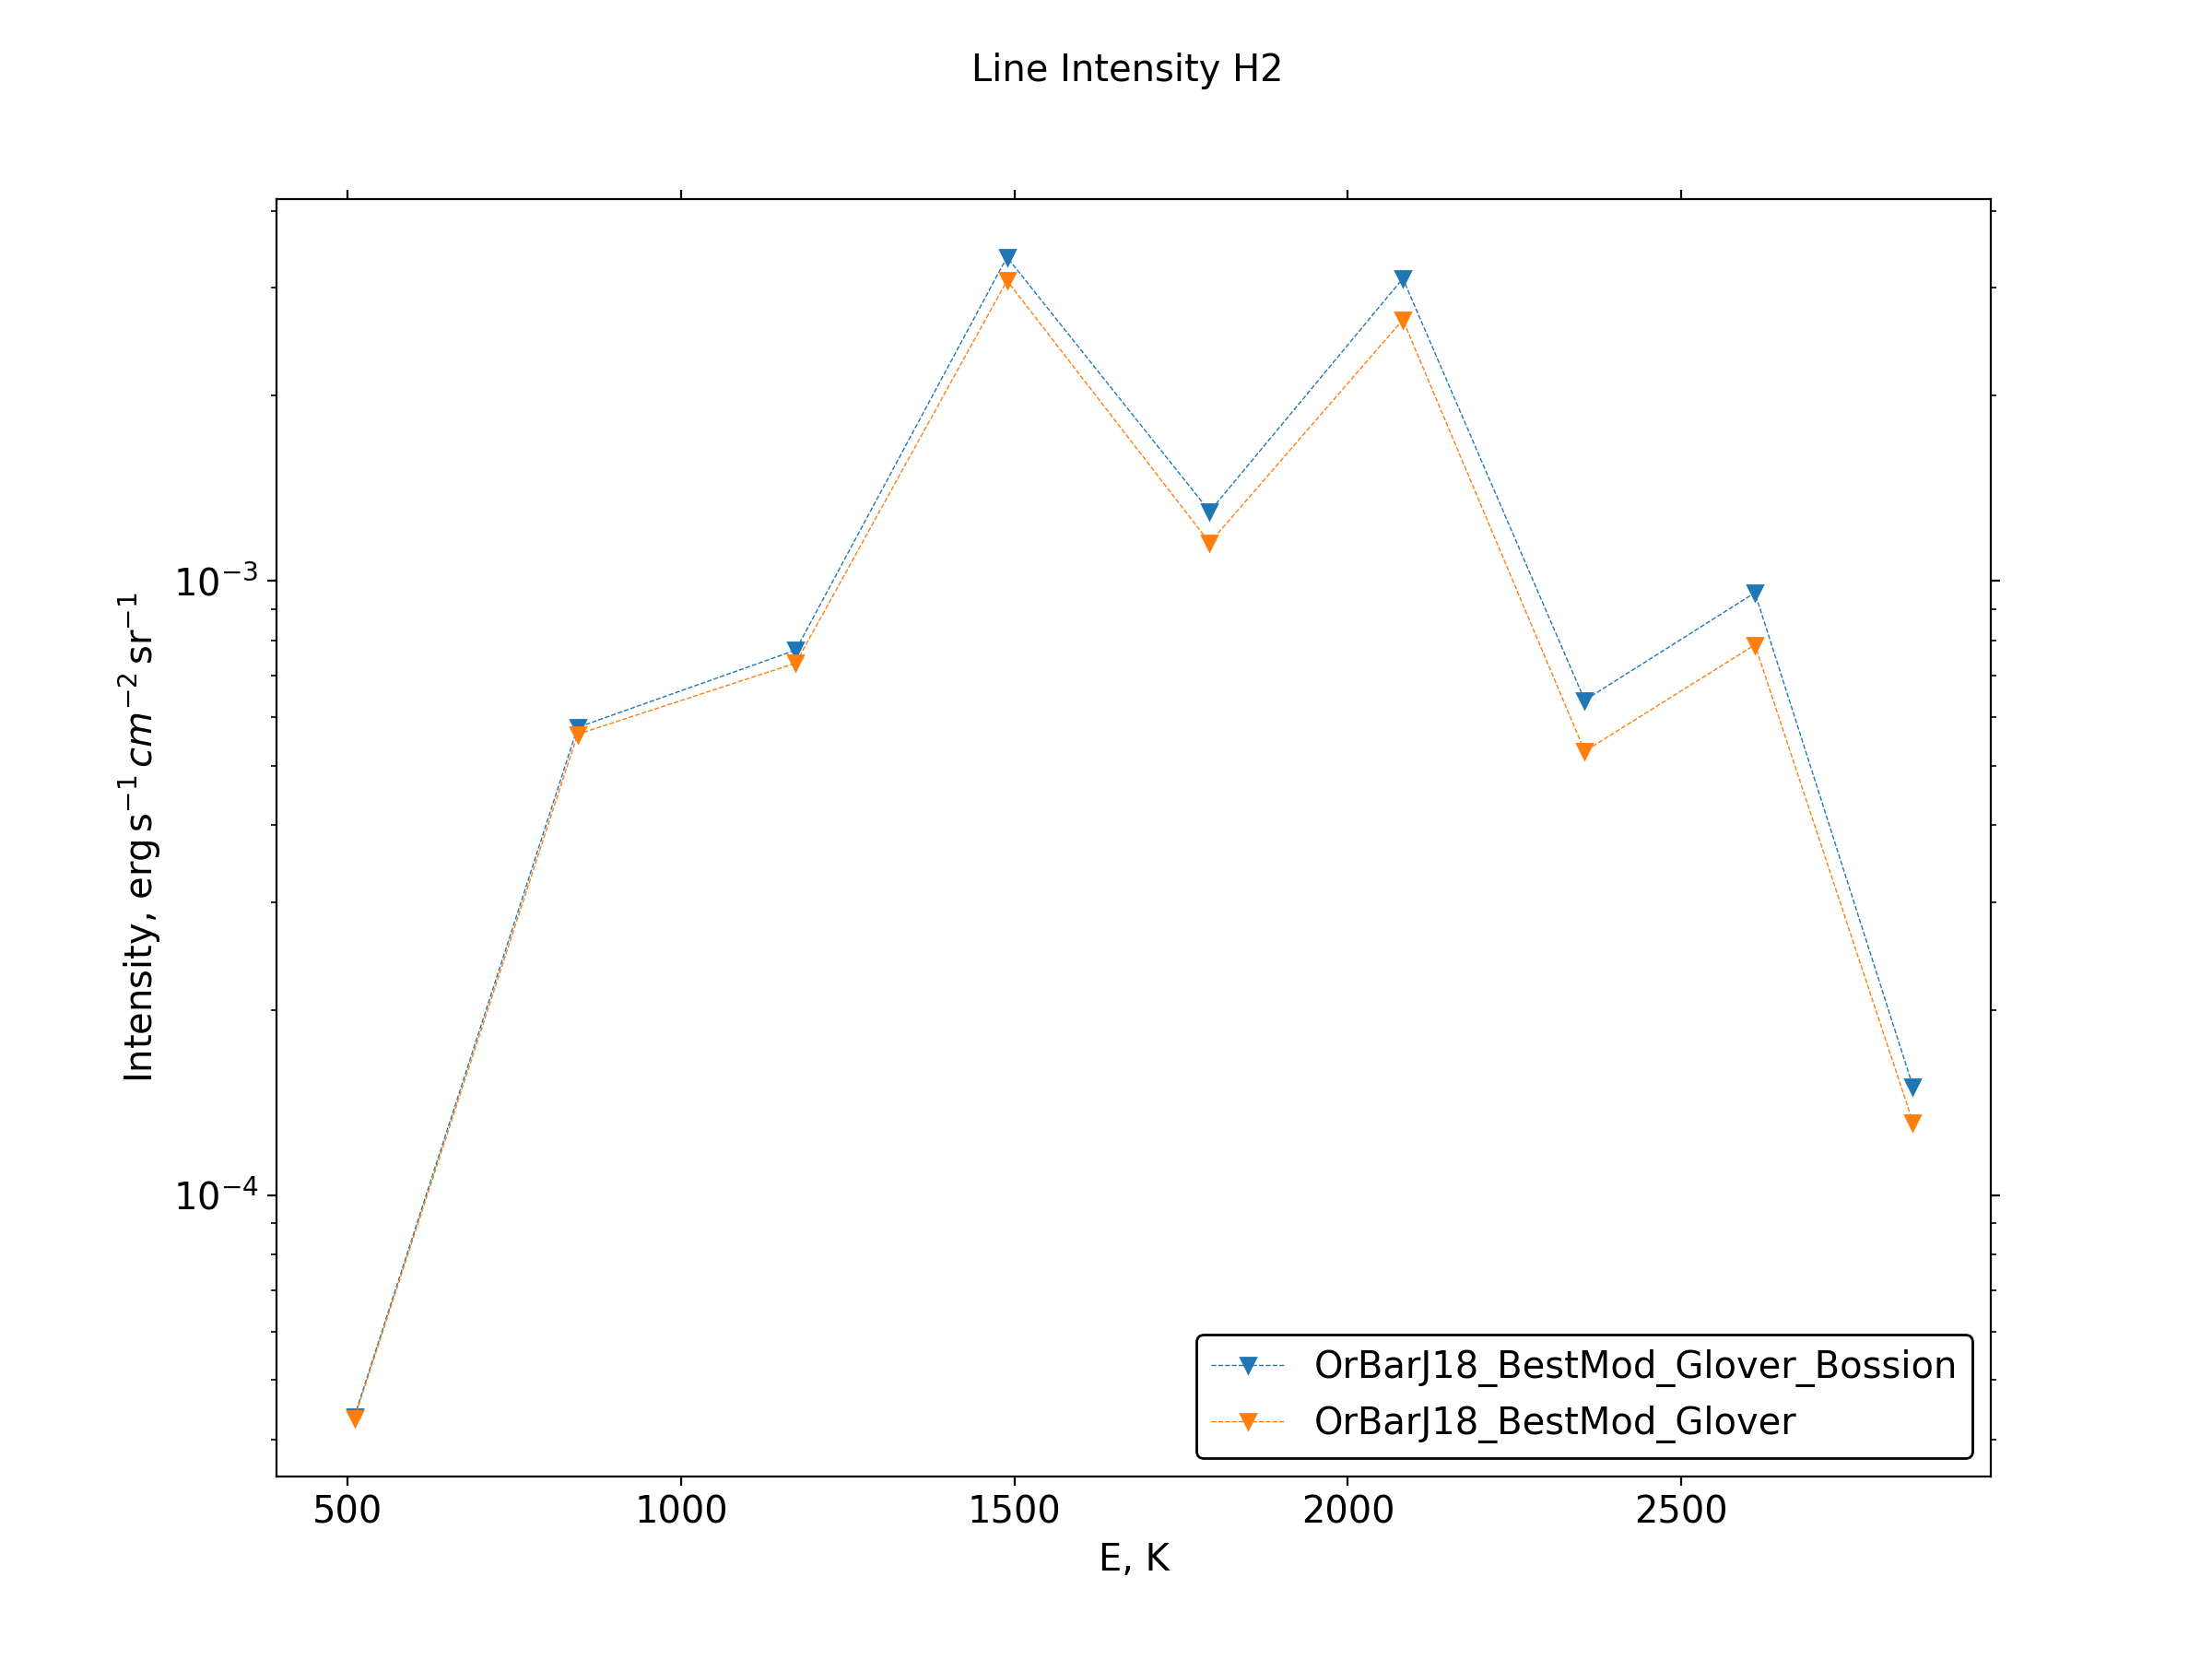 Line Intensity H2
Intensity, erg s⁻¹ cm⁻² sr⁻¹
10⁻³
10⁻⁴
500 1000 1500 2000 2500
E, K
OrBarJ18_BestMod_Glover_Bossion
OrBarJ18_BestMod_Glover